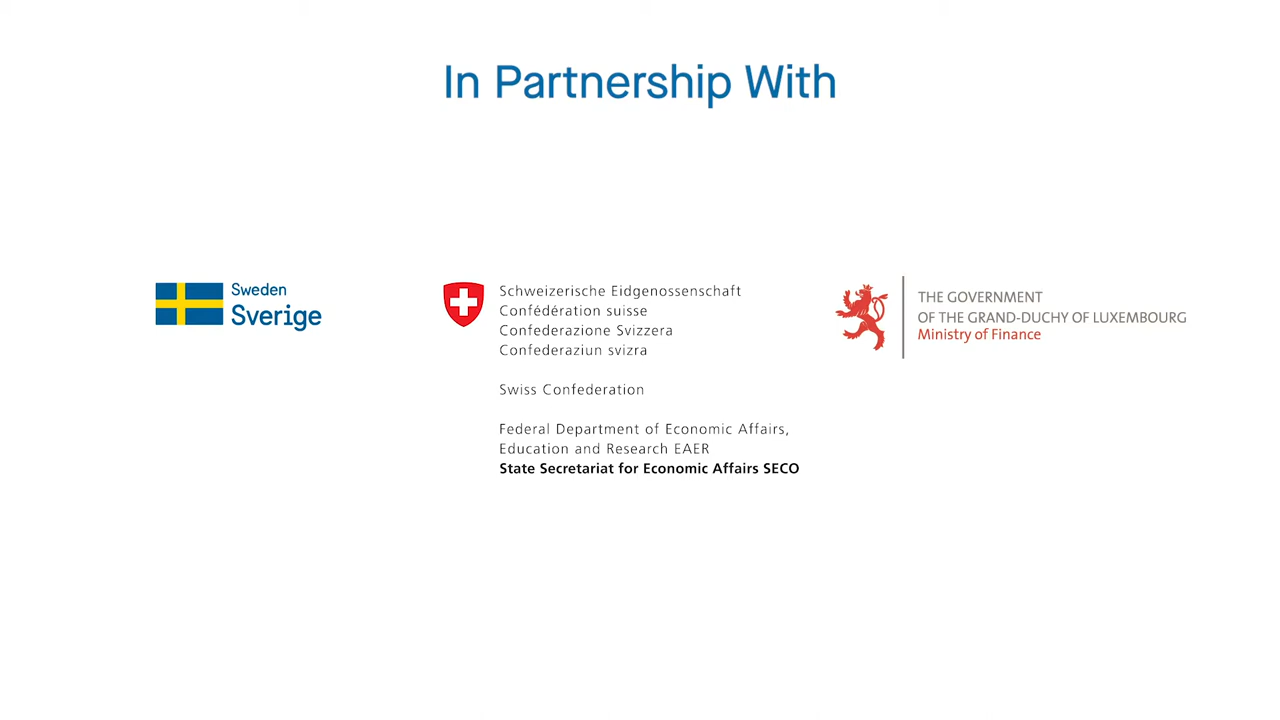 In Partnership With
Sweden
Sverige
Schweizerische Eidgenossenschaft
Confédération suisse
Confederazione Svizzera
Confederaziun svizra
Swiss Confederation
Federal Department of Economic Affairs,
Education and Research EAER
State Secretariat for Economic Affairs SECO
THE GOVERNMENT
OF THE GRAND-DUCHY OF LUXEMBOURG
Ministry of Finance